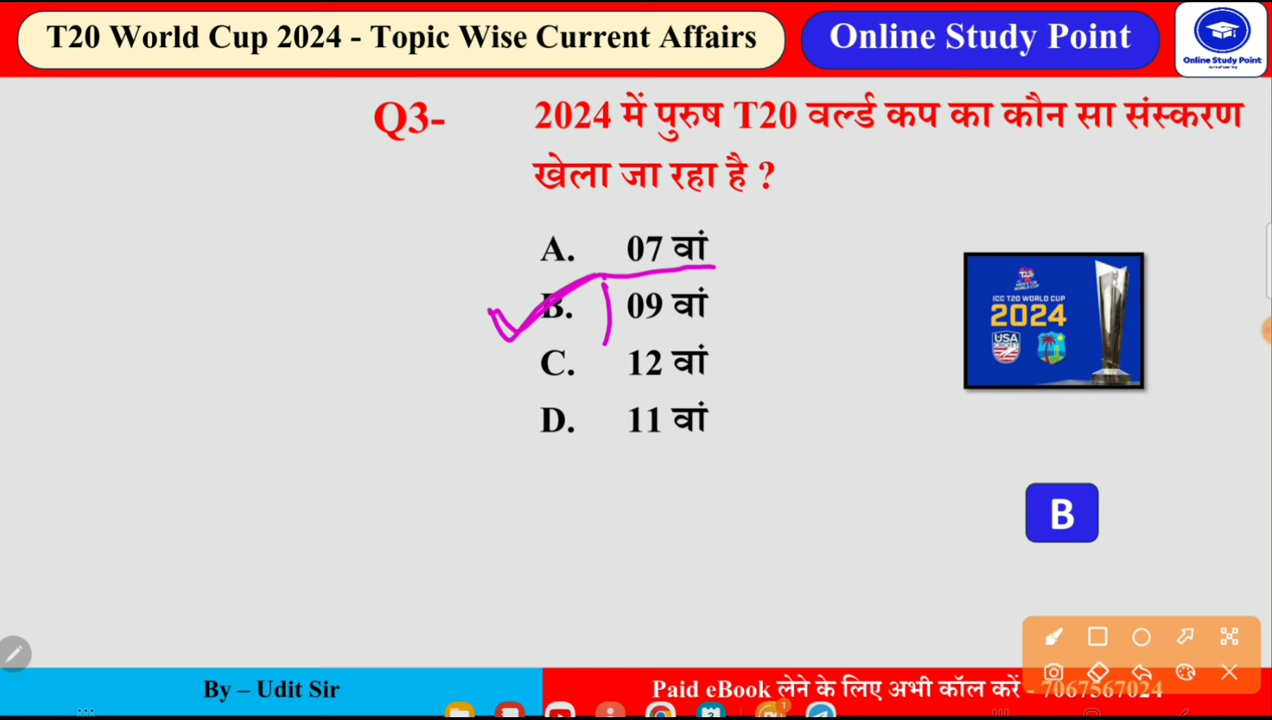 T20 World Cup 2024 - Topic Wise Current Affairs
Online Study Point
Online Study Point
Q3- 2024 में पुरुष T20 वर्ल्ड कप का कौन सा संस्करण
खेला जा रहा है ?
A. 07 वां
B. 09 वां
C. 12 वां
D. 11 वां
ICC T20 WORLD CUP
2024
USA
CRICKET
B
By – Udit Sir
Paid eBook लेने के लिए अभी कॉल करें - 7067567024